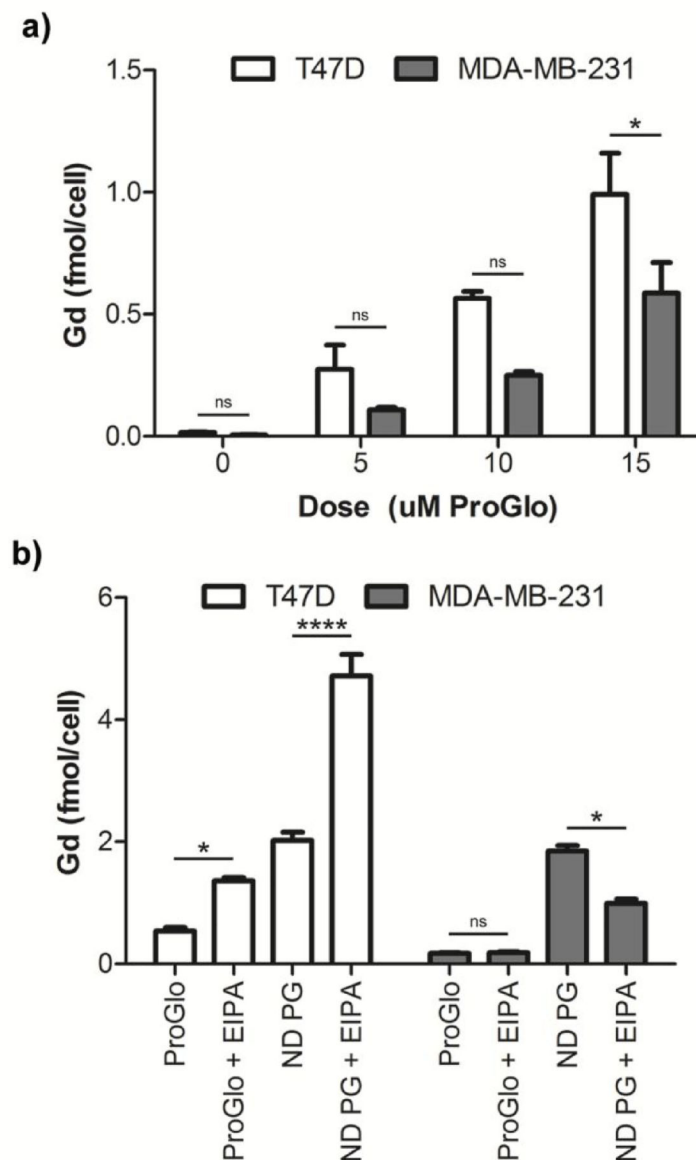 a)
T47D MDA-MB-231
1.5
1.0
0.5
0.0
Gd (fmol/cell)
ns
ns
ns
*
0 5 10 15
Dose (uM ProGlo)
b)
T47D MDA-MB-231
6
4
2
0
Gd (fmol/cell)
*
****
ns
*
ProGlo
ProGlo + EIPA
ND PG
ND PG + EIPA
ProGlo
ProGlo + EIPA
ND PG
ND PG + EIPA